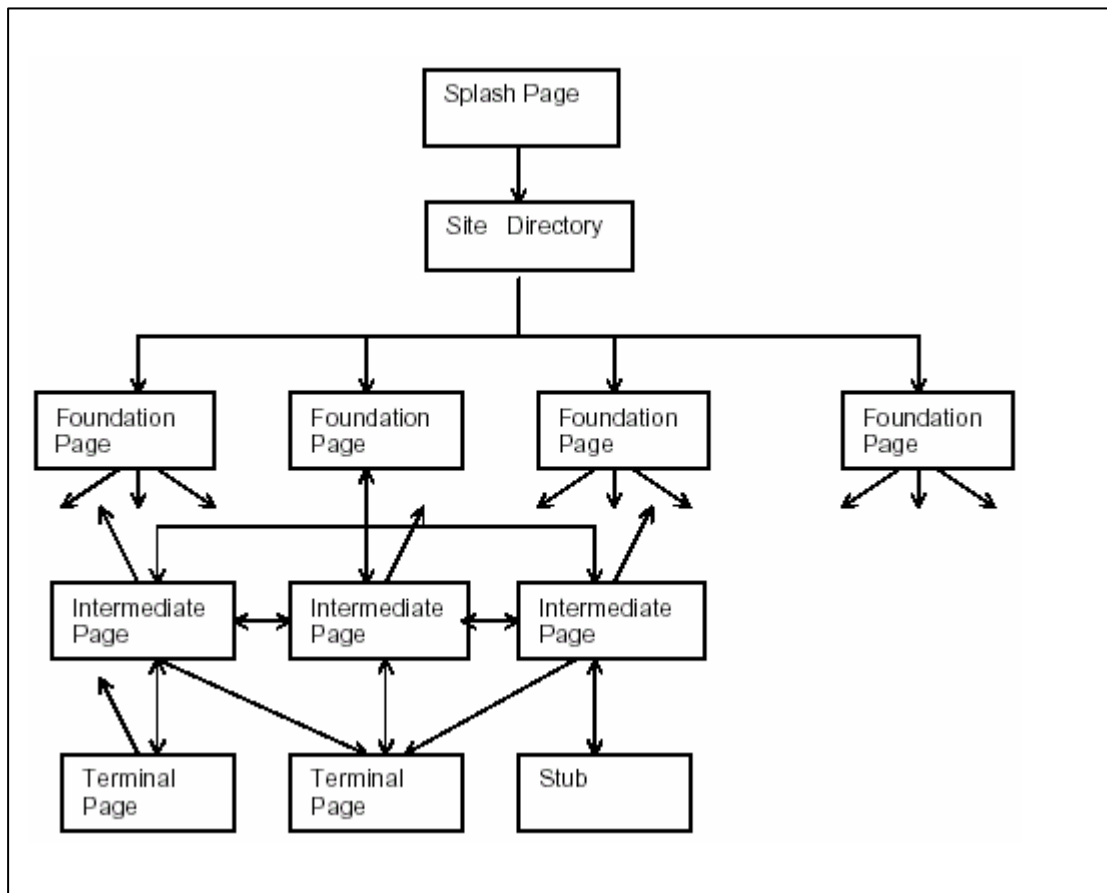 Splash Page
Site Directory
Foundation
Page
Foundation
Page
Foundation
Page
Foundation
Page
Intermediate
Page
Intermediate
Page
Intermediate
Page
Terminal
Page
Terminal
Page
Stub